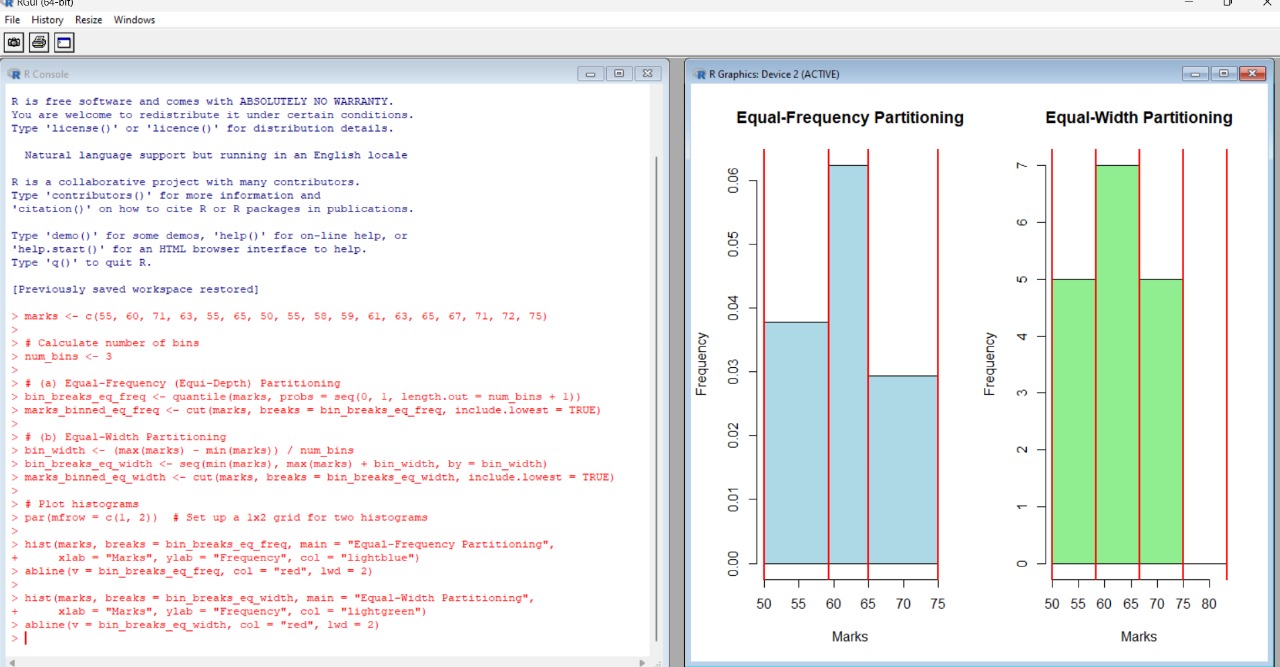 RGui (64-bit)
File History Resize Windows
R Console
R is free software and comes with ABSOLUTELY NO WARRANTY.
You are welcome to redistribute it under certain conditions.
Type 'license()' or 'licence()' for distribution details.
Natural language support but running in an English locale
R is a collaborative project with many contributors.
Type 'contributors()' for more information and
'citation()' on how to cite R or R packages in publications.
Type 'demo()' for some demos, 'help()' for on-line help, or
'help.start()' for an HTML browser interface to help.
Type 'q()' to quit R.
[Previously saved workspace restored]
> marks <- c(55, 60, 71, 63, 55, 65, 50, 55, 58, 59, 61, 63, 65, 67, 71, 72, 75)
>
> # Calculate number of bins
> num_bins <- 3
>
> # (a) Equal-Frequency (Equi-Depth) Partitioning
> bin_breaks_eq_freq <- quantile(marks, probs = seq(0, 1, length.out = num_bins + 1))
> marks_binned_eq_freq <- cut(marks, breaks = bin_breaks_eq_freq, include.lowest = TRUE)
>
> # (b) Equal-Width Partitioning
> bin_width <- (max(marks) - min(marks)) / num_bins
> bin_breaks_eq_width <- seq(min(marks), max(marks) + bin_width, by = bin_width)
> marks_binned_eq_width <- cut(marks, breaks = bin_breaks_eq_width, include.lowest = TRUE)
>
> # Plot histograms
> par(mfrow = c(1, 2))  # Set up a 1x2 grid for two histograms
>
> hist(marks, breaks = bin_breaks_eq_freq, main = "Equal-Frequency Partitioning",
+      xlab = "Marks", ylab = "Frequency", col = "lightblue")
> abline(v = bin_breaks_eq_freq, col = "red", lwd = 2)
>
> hist(marks, breaks = bin_breaks_eq_width, main = "Equal-Width Partitioning",
+      xlab = "Marks", ylab = "Frequency", col = "lightgreen")
> abline(v = bin_breaks_eq_width, col = "red", lwd = 2)
>
R Graphics: Device 2 (ACTIVE)
Equal-Frequency Partitioning
Frequency
0.06
0.05
0.04
0.03
0.02
0.01
0.00
50 55 60 65 70 75
Marks
Equal-Width Partitioning
Frequency
7
6
5
4
3
2
1
0
50 55 60 65 70 75 80
Marks